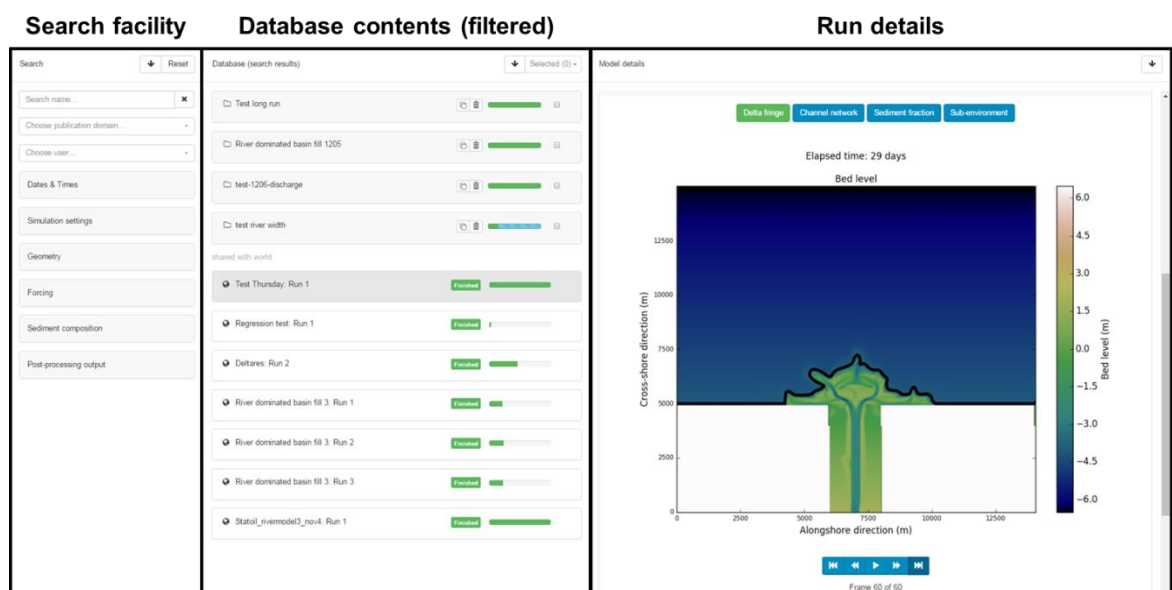 Search facility
Database contents (filtered)
Run details
Search
Reset
Search name...
Choose publication domain...
Choose user...
Dates & Times
Simulation settings
Geometry
Forcing
Sediment composition
Post-processing output
Database (search results)
Selected (0)
Test long run
River dominated basin fill 1205
test-1206-discharge
test river width
shared with world
Test Thursday: Run 1 Finished
Regression test: Run 1 Finished
Deltares: Run 2 Finished
River dominated basin fill 3: Run 1 Finished
River dominated basin fill 3: Run 2 Finished
River dominated basin fill 3: Run 3 Finished
Statoil_rivermodel3_nov4: Run 1 Finished
Model details
Delta fringe Channel network Sediment fraction Sub-environment
Elapsed time: 29 days
Bed level
12500
10000
7500
5000
2500
0
Cross-shore direction (m)
0 2500 5000 7500 10000 12500
Alongshore direction (m)
6.0
4.5
3.0
1.5
0.0
−1.5
−3.0
−4.5
−6.0
Bed level (m)
Frame 60 of 60